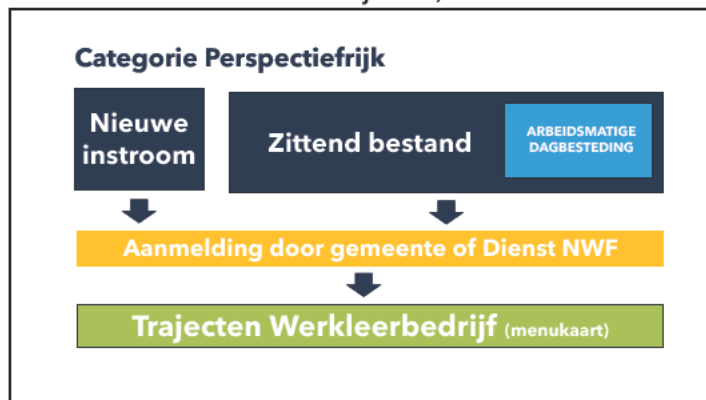 Categorie Perspectiefrijk
Nieuwe
instroom
Zittend bestand
ARBEIDSMATIGE
DAGBESTEDING
Aanmelding door gemeente of Dienst NWF
Trajecten Werkleerbedrijf (menukaart)